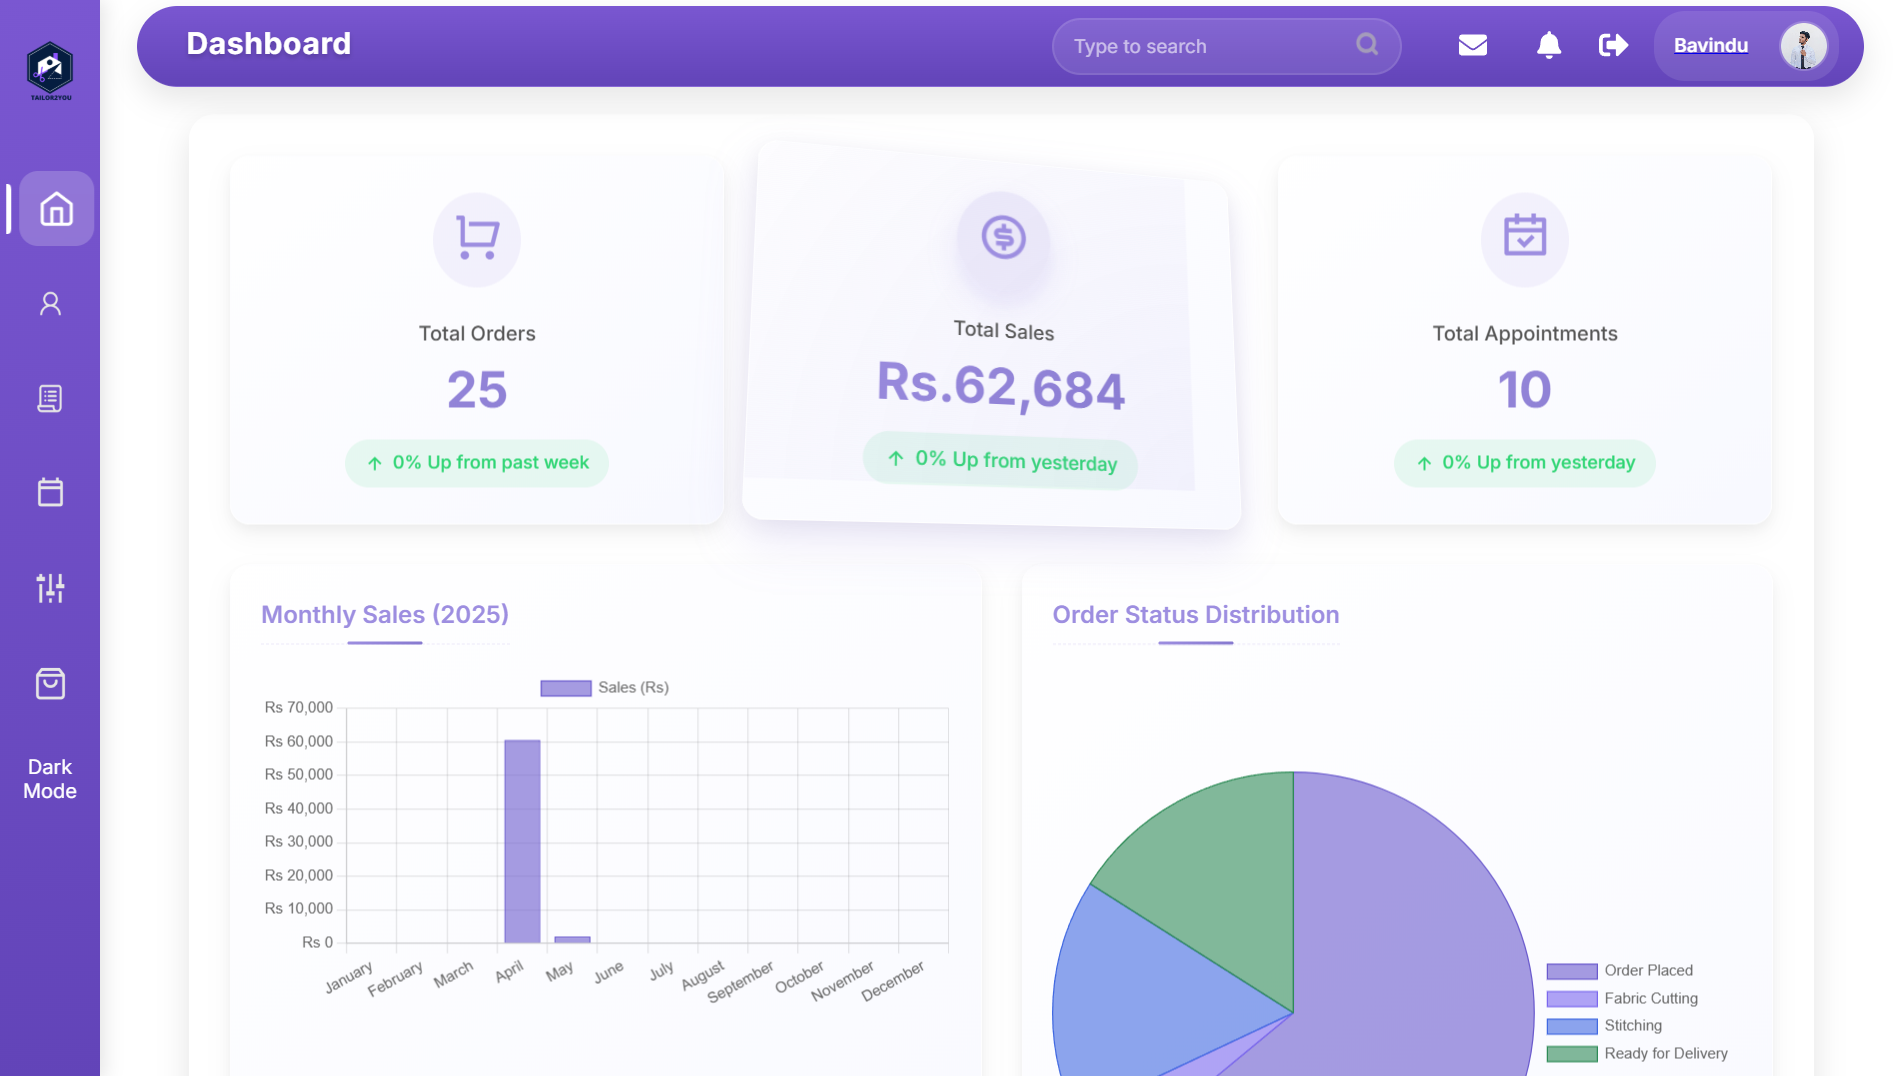 TAILOR2YOU
Dashboard
Type to search
Bavindu
Total Orders
25
0% Up from past week
Total Sales
Rs.62,684
0% Up from yesterday
Total Appointments
10
0% Up from yesterday
Dark
Mode
Monthly Sales (2025)
Sales (Rs)
Rs 70,000
Rs 60,000
Rs 50,000
Rs 40,000
Rs 30,000
Rs 20,000
Rs 10,000
Rs 0
January
February
March
April
May
June
July
August
September
October
November
December
Order Status Distribution
Order Placed
Fabric Cutting
Stitching
Ready for Delivery